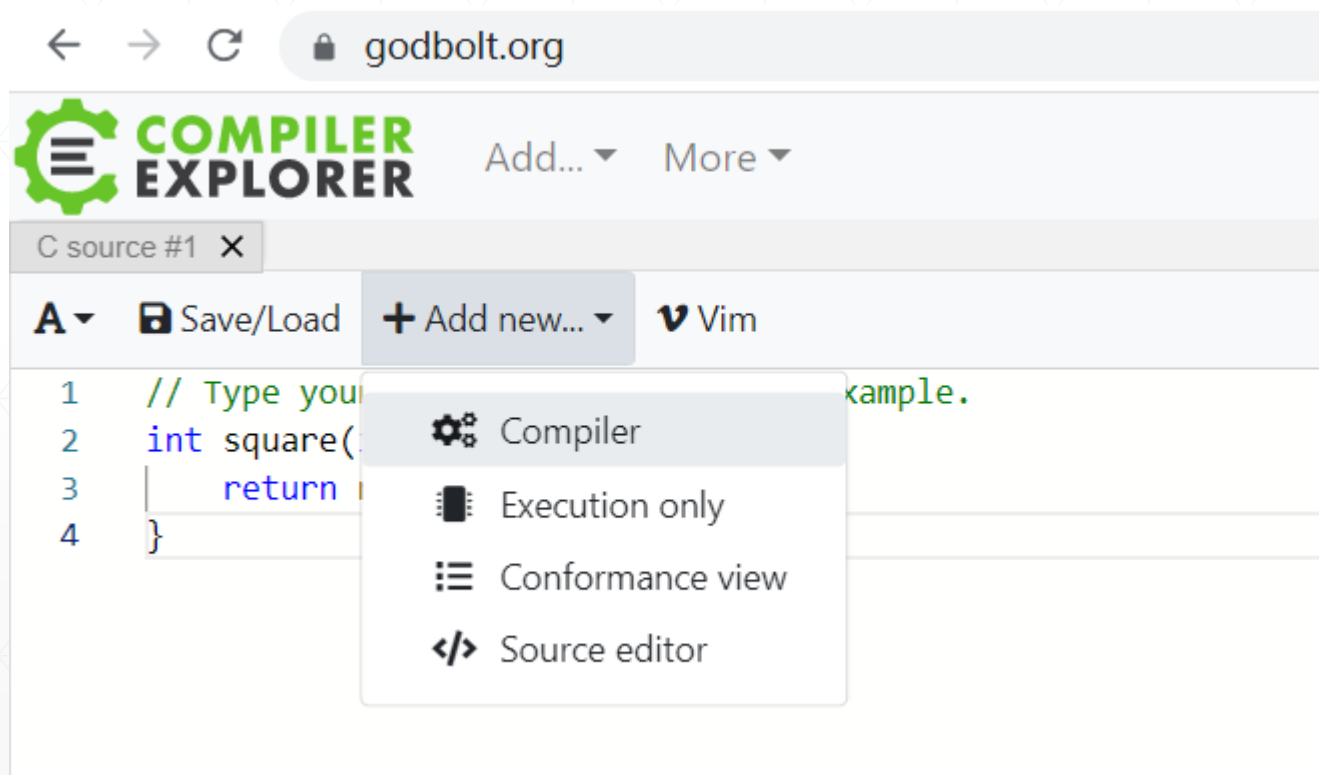 godbolt.org
COMPILER
EXPLORER
Add... More
C source #1
A Save/Load + Add new... Vim
1 // Type you xample.
2 int square(
3 return
4 }
Compiler
Execution only
Conformance view
</> Source editor